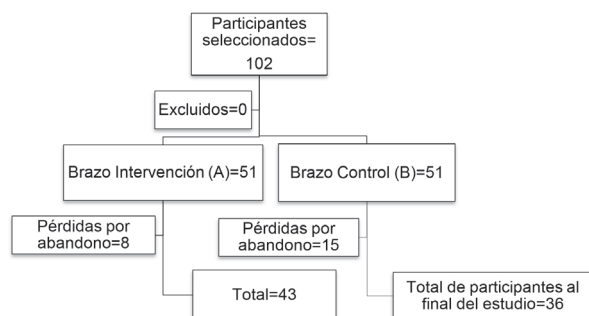 Participantes
seleccionados=
102
Excluidos=0
Brazo Intervención (A)=51
Brazo Control (B)=51
Pérdidas por
abandono=8
Pérdidas por
abandono=15
Total=43
Total de participantes al
final del estudio=36